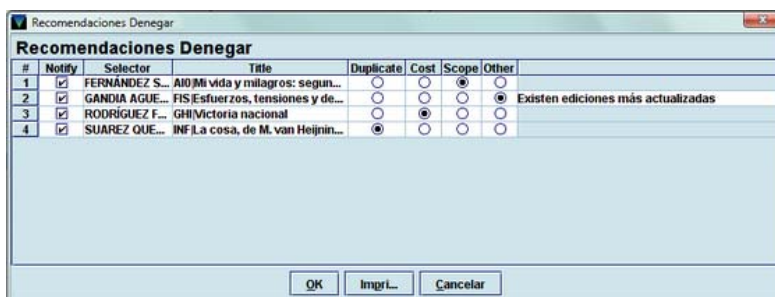 Recomendaciones Denegar
Recomendaciones Denegar
# Notify Selector Title Duplicate Cost Scope Other
1 FERNÁNDEZ S... AI0|Mi vida y milagros: segun...
2 GANDIA AGUE... FIS|Esfuerzos, tensiones y de... Existen ediciones más actualizadas
3 RODRÍGUEZ F... GHI|Victoria nacional
4 SUAREZ QUE... INF|La cosa, de M. van Heijnin...
OK Impri... Cancelar